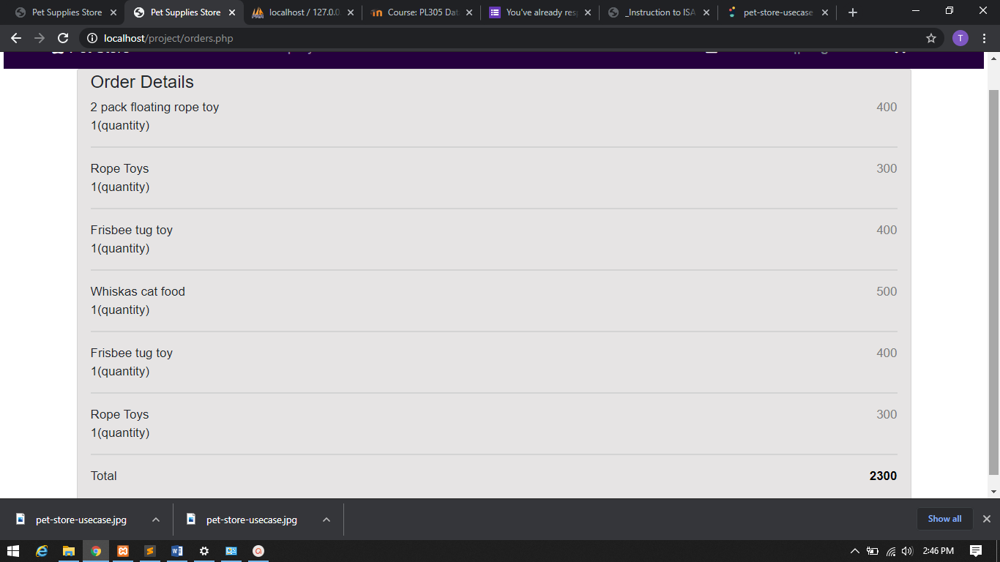 Pet Supplies Store
Pet Supplies Store
localhost / 127.0.0.
Course: PL305 Dat
You've already resp
_Instruction to ISA
pet-store-usecase
localhost/project/orders.php
T
Order Details
2 pack floating rope toy 400
1(quantity)
Rope Toys 300
1(quantity)
Frisbee tug toy 400
1(quantity)
Whiskas cat food 500
1(quantity)
Frisbee tug toy 400
1(quantity)
Rope Toys 300
1(quantity)
Total 2300
pet-store-usecase.jpg
pet-store-usecase.jpg
Show all
2:46 PM